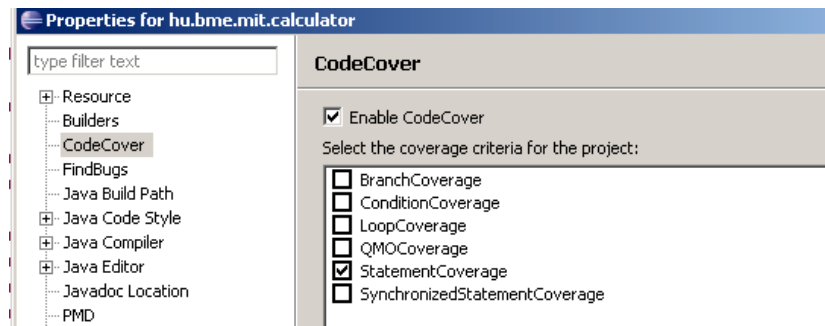 Properties for hu.bme.mit.calculator
type filter text
Resource
Builders
CodeCover
FindBugs
Java Build Path
Java Code Style
Java Compiler
Java Editor
Javadoc Location
PMD
CodeCover
Enable CodeCover
Select the coverage criteria for the project:
BranchCoverage
ConditionCoverage
LoopCoverage
QMOCoverage
StatementCoverage
SynchronizedStatementCoverage